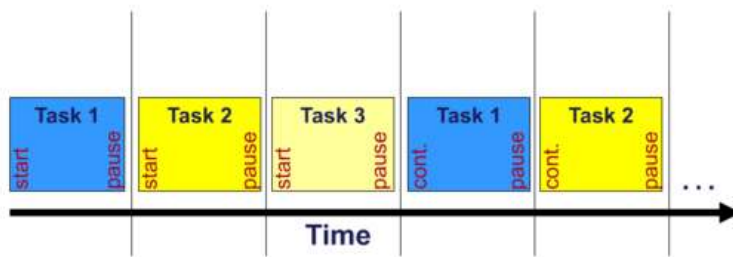 Task 1
start
pause
Task 2
start
pause
Task 3
start
pause
Task 1
cont.
pause
Task 2
cont.
pause
...
Time